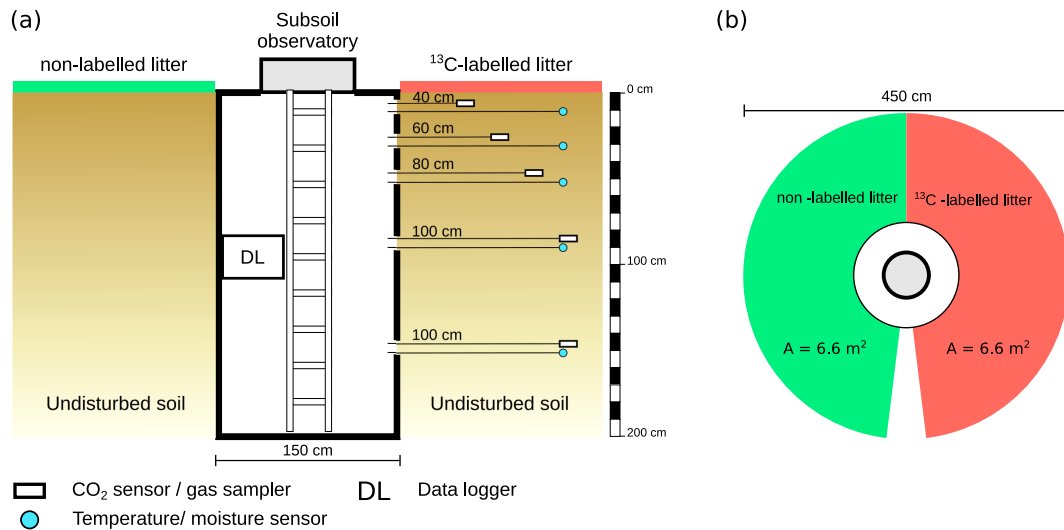 (a)
Subsoil
observatory
non-labelled litter
¹³C-labelled litter
40 cm
60 cm
80 cm
100 cm
100 cm
DL
0 cm
100 cm
200 cm
Undisturbed soil
Undisturbed soil
150 cm
CO₂ sensor / gas sampler
DL Data logger
Temperature/ moisture sensor
(b)
450 cm
non -labelled litter
¹³C -labelled litter
A = 6.6 m²
A = 6.6 m²